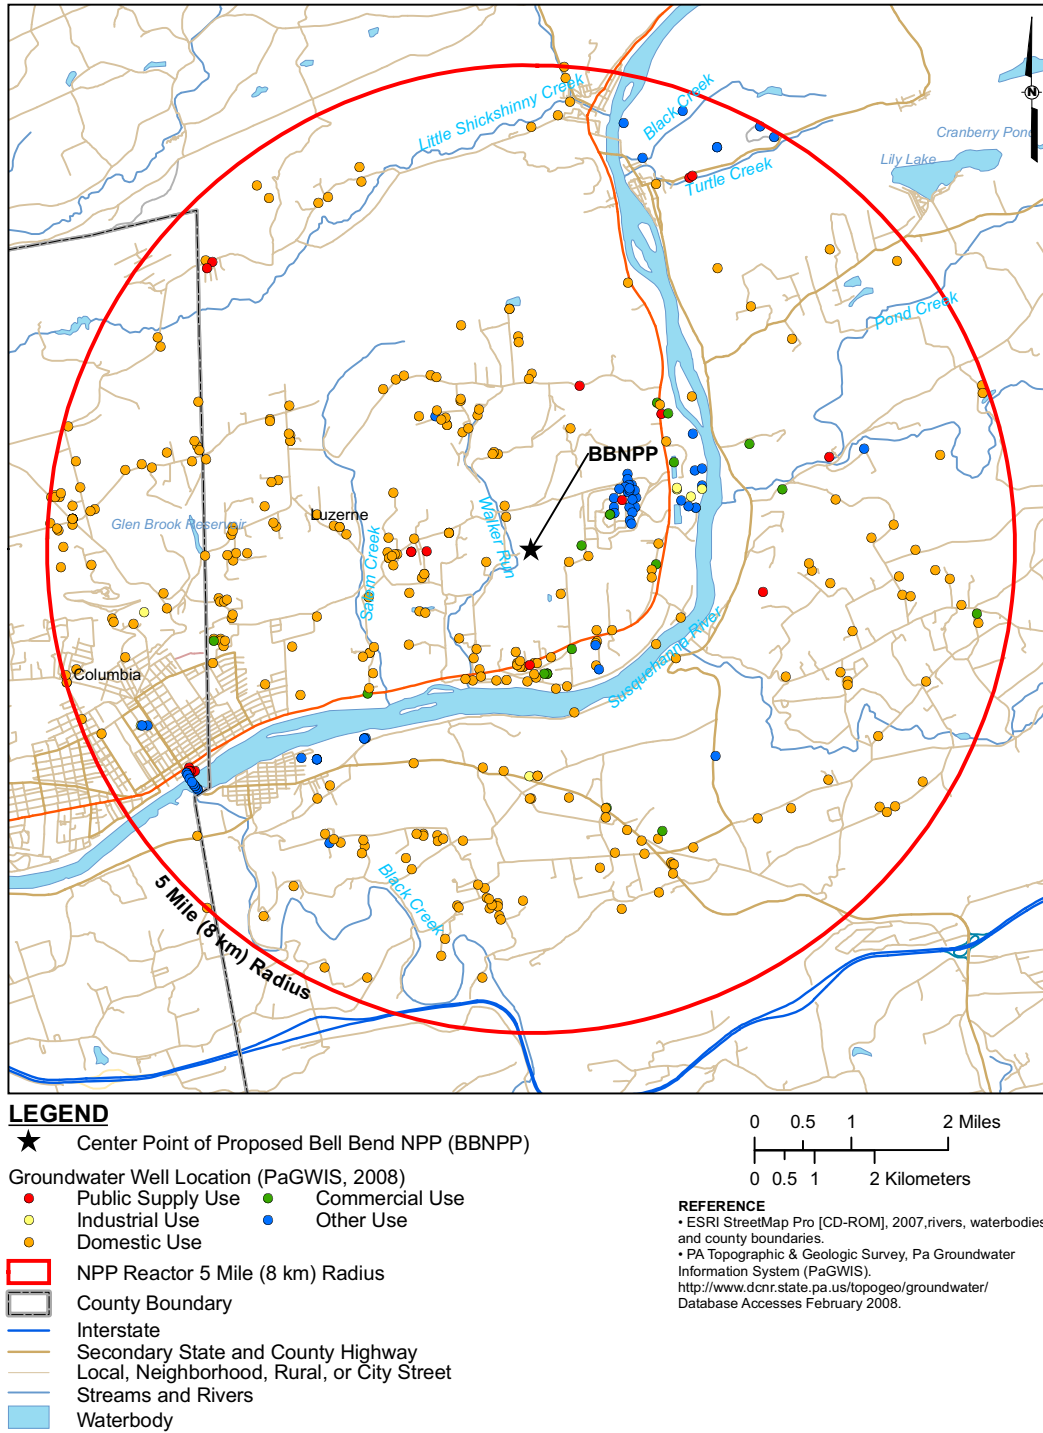 Little Shickshinny Creek
Black Creek
Turtle Creek
Cranberry Pond
Lily Lake
N
Pond Creek
BBNPP
Luzerne
Glen Brook Reservoir
Salem Creek
Walker Run
Susquehanna River
Columbia
Black Creek
5 Mile (8 km) Radius
LEGEND
Center Point of Proposed Bell Bend NPP (BBNPP)
Groundwater Well Location (PaGWIS, 2008)
Public Supply Use
Commercial Use
Industrial Use
Other Use
Domestic Use
NPP Reactor 5 Mile (8 km) Radius
County Boundary
Interstate
Secondary State and County Highway
Local, Neighborhood, Rural, or City Street
Streams and Rivers
Waterbody
0 0.5 1 2 Miles
0 0.5 1 2 Kilometers
REFERENCE
• ESRI StreetMap Pro [CD-ROM], 2007,rivers, waterbodies
and county boundaries.
• PA Topographic & Geologic Survey, Pa Groundwater
Information System (PaGWIS).
http://www.dcnr.state.pa.us/topogeo/groundwater/
Database Accesses February 2008.